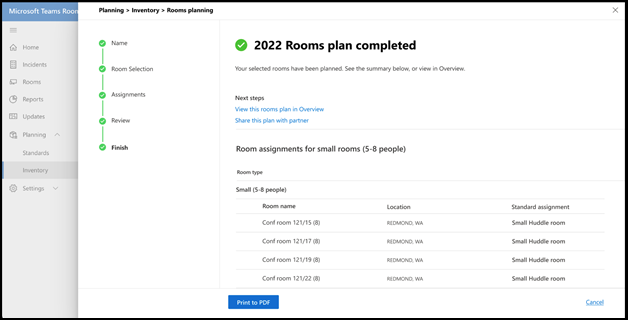 Microsoft Teams Room
Planning > Inventory > Rooms planning
Home
Incidents
Rooms
Reports
Updates
Planning
Standards
Inventory
Settings
Name
Room Selection
Assignments
Review
Finish
2022 Rooms plan completed
Your selected rooms have been planned. See the summary below, or view in Overview.
Next steps
View this rooms plan in Overview
Share this plan with partner
Room assignments for small rooms (5-8 people)
Room type
Small (5-8 people)
Room name Location Standard assignment
Conf room 121/15 (8) REDMOND, WA Small Huddle room
Conf room 121/17 (8) REDMOND, WA Small Huddle room
Conf room 121/19 (8) REDMOND, WA Small Huddle room
Conf room 121/22 (8) REDMOND, WA Small Huddle room
Print to PDF Cancel